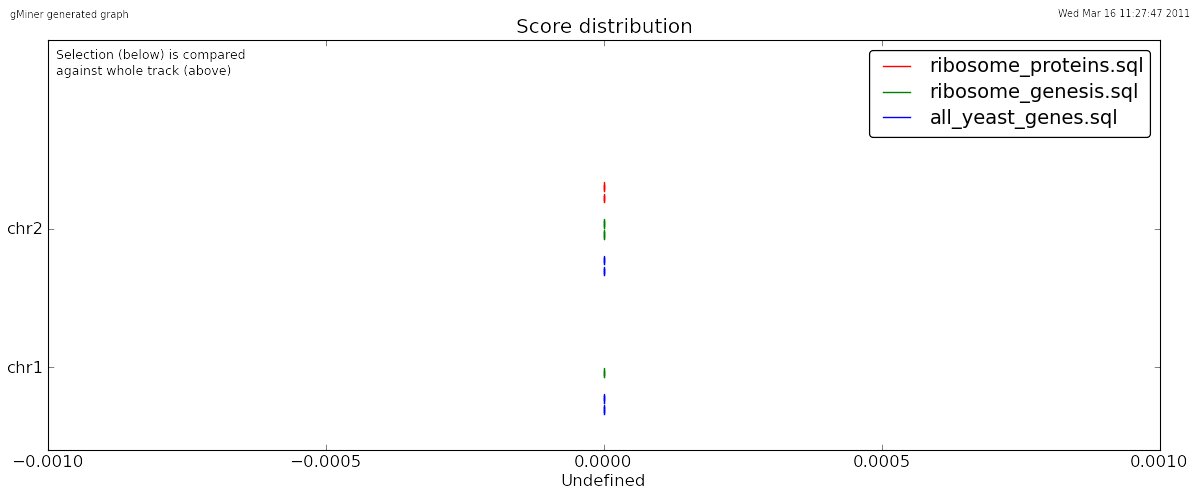 gMiner generated graph
Wed Mar 16 11:27:47 2011
Score distribution
Selection (below) is compared
against whole track (above)
ribosome_proteins.sql
ribosome_genesis.sql
all_yeast_genes.sql
chr2
chr1
−0.0010
−0.0005
0.0000
0.0005
0.0010
Undefined